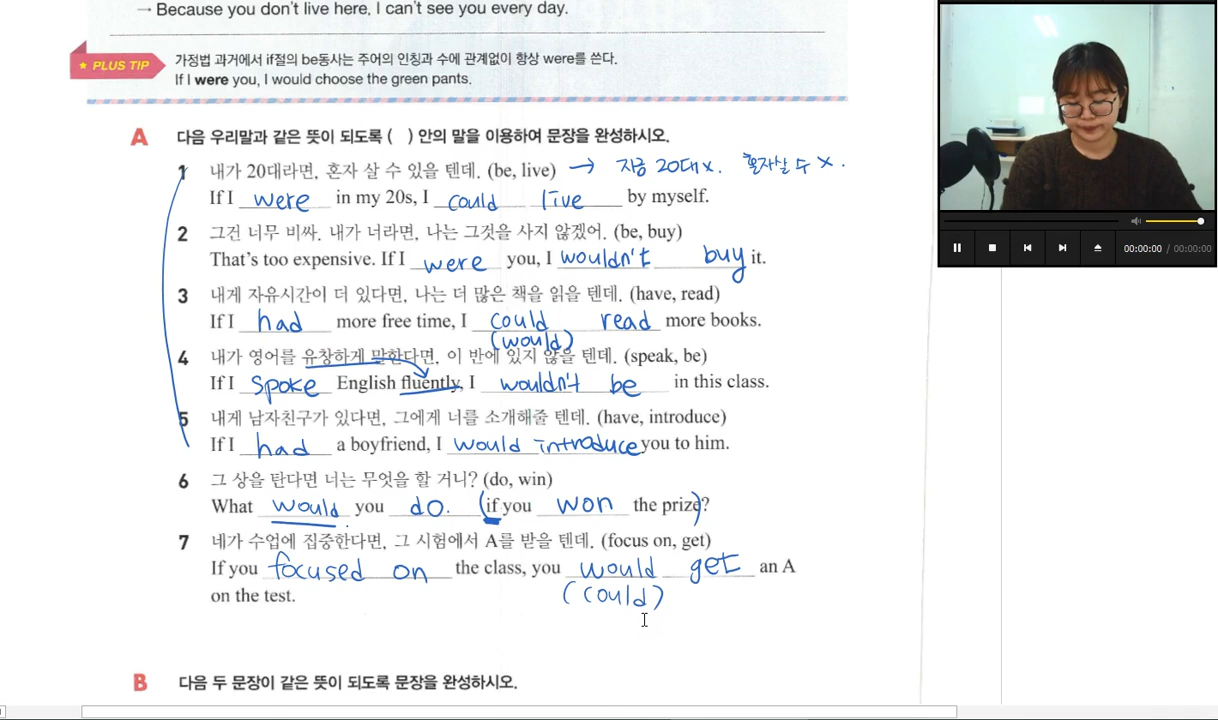 → Because you don't live here, I can't see you every day.
★ PLUS TIP
가정법 과거에서 if절의 be동사는 주어의 인칭과 수에 관계없이 항상 were를 쓴다.
If I were you, I would choose the green pants.
A 다음 우리말과 같은 뜻이 되도록 ( ) 안의 말을 이용하여 문장을 완성하시오.
1 내가 20대라면, 혼자 살 수 있을 텐데. (be, live) → 지금 20대x. 혼자살 수 x.
If I were in my 20s, I could live by myself.
2 그건 너무 비싸. 내가 너라면, 나는 그것을 사지 않겠어. (be, buy)
That's too expensive. If I were you, I wouldn't buy it.
3 내게 자유시간이 더 있다면, 나는 더 많은 책을 읽을 텐데. (have, read)
If I had more free time, I could read more books.
(would)
4 내가 영어를 유창하게 말한다면, 이 반에 있지 않을 텐데. (speak, be)
If I spoke English fluently, I wouldn't be in this class.
5 내게 남자친구가 있다면, 그에게 너를 소개해줄 텐데. (have, introduce)
If I had a boyfriend, I would introduce you to him.
6 그 상을 탄다면 너는 무엇을 할 거니? (do, win)
What would you do. (if you won the prize)?
7 네가 수업에 집중한다면, 그 시험에서 A를 받을 텐데. (focus on, get)
If you focused on the class, you would get an A
(could)
on the test.
B 다음 두 문장이 같은 뜻이 되도록 문장을 완성하시오.
00:00:00 / 00:00:00